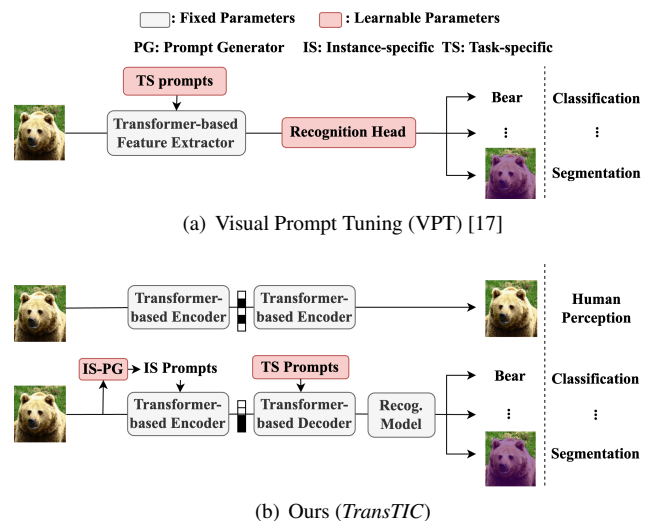 : Fixed Parameters : Learnable Parameters
PG: Prompt Generator IS: Instance-specific TS: Task-specific
TS prompts
Transformer-based
Feature Extractor
Recognition Head
Bear
Classification
⋮ ⋮
Segmentation
(a) Visual Prompt Tuning (VPT) [17]
Transformer-
based Encoder
Transformer-
based Encoder
Human
Perception
IS-PG
IS Prompts
TS Prompts
Transformer-
based Encoder
Transformer-
based Decoder
Recog.
Model
Bear
Classification
⋮ ⋮
Segmentation
(b) Ours (TransTIC)